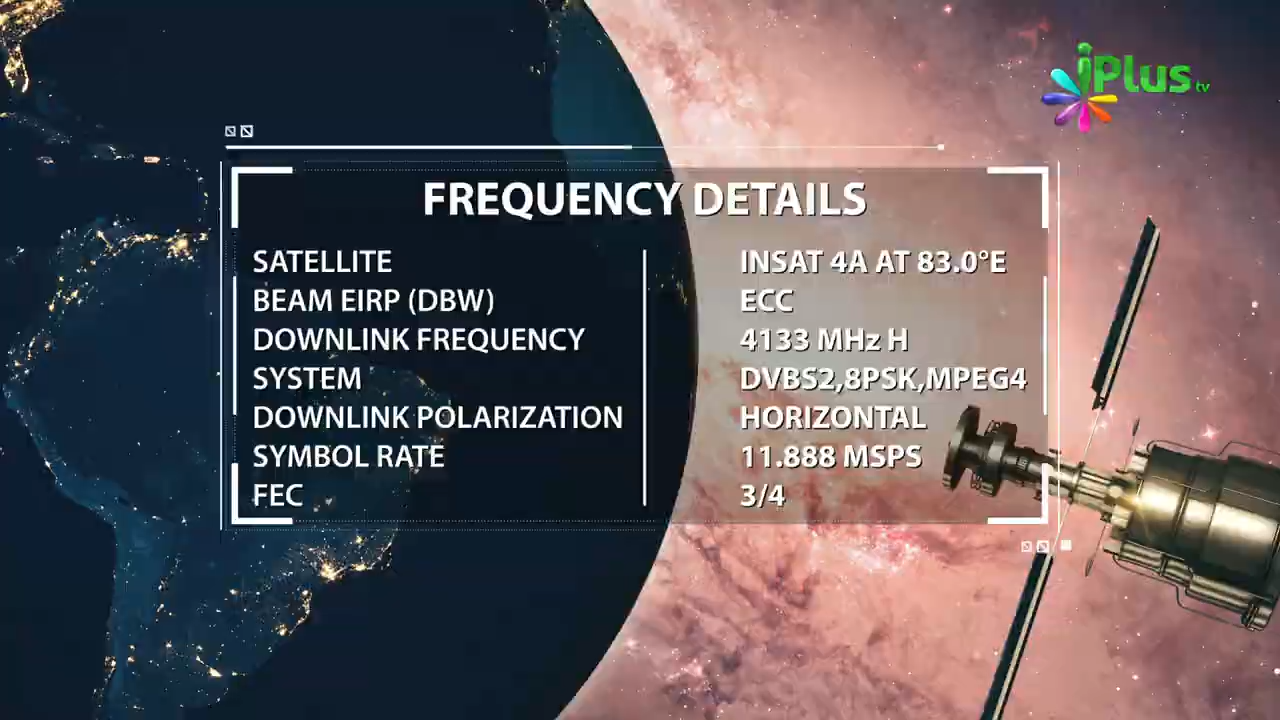 iPlus tv
FREQUENCY DETAILS
SATELLITE INSAT 4A AT 83.0°E
BEAM EIRP (DBW) ECC
DOWNLINK FREQUENCY 4133 MHz H
SYSTEM DVBS2,8PSK,MPEG4
DOWNLINK POLARIZATION HORIZONTAL
SYMBOL RATE 11.888 MSPS
FEC 3/4